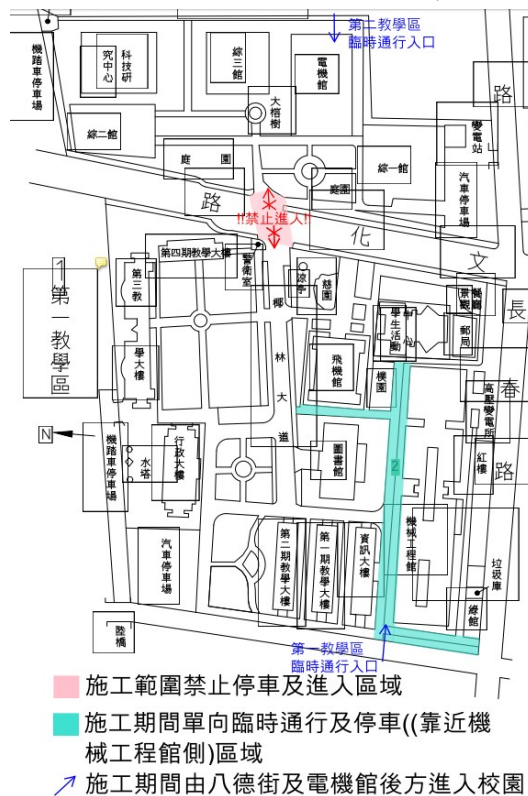 第二教學區
臨時通行入口
機踏車停車場
科技研
究中心
綜三館
電機館
大榕樹
路
變電站
綜二館
庭園
綜一館
庭園
汽車停車場
路
!!禁止進入!!
化
文
第四期教學大樓
警衛室
涼亭
慈園
1
第一教學區
第三教
學大樓
椰林大道
學生活動
中心
景觀餐廳
郵局
長
春
路
飛機館
樸園
高壓變電所
N
機踏車停車場
水塔
行政大樓
圖書館
2
紅樓
汽車停車場
第二期教學大樓
第一期教學大樓
資訊大樓
機械工程館
垃圾庫
綠館
陸橋
第一教學區
臨時通行入口
施工範圍禁止停車及進入區域
施工期間單向臨時通行及停車((靠近機
械工程館側)區域
施工期間由八德街及電機館後方進入校園